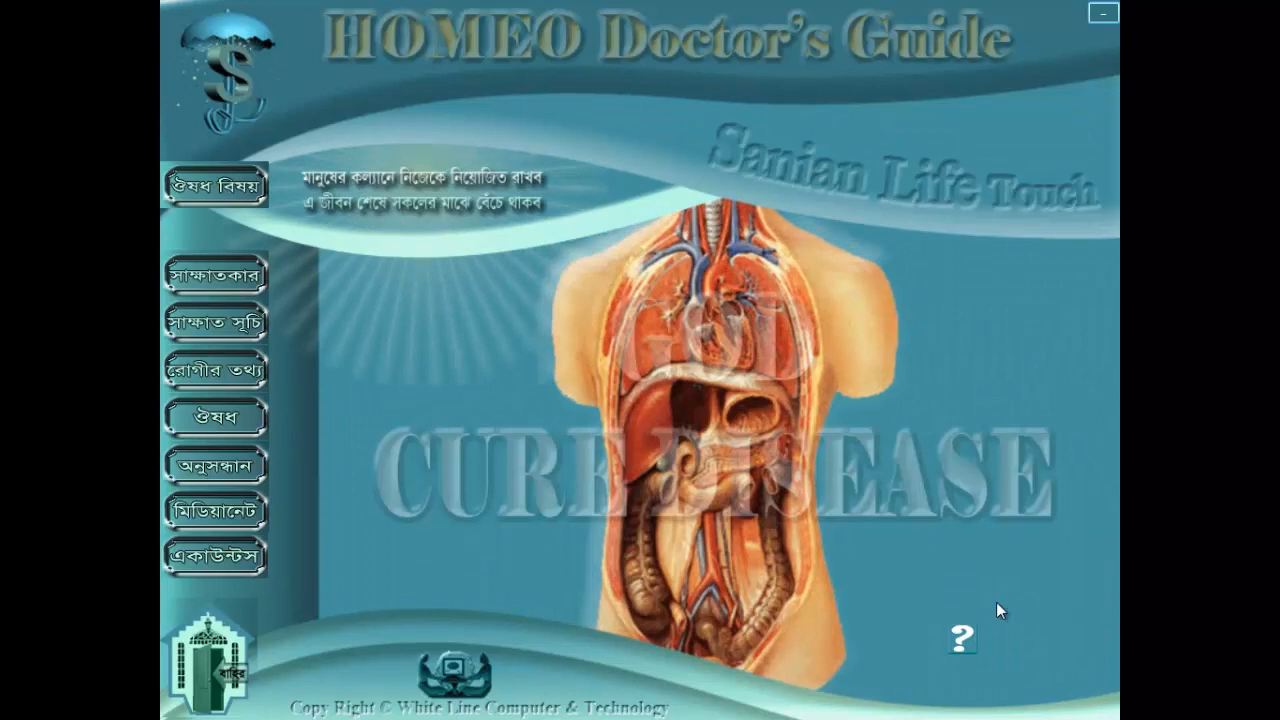 HOMEO Doctor's Guide
Sanian Life Touch
ঔষধ বিষয়
মানুষের কল্যানে নিজেকে নিয়োজিত রাখব
এ জীবন শেষে সকলের মাঝে বেঁচে থাকব
সাক্ষাতকার
সাক্ষাত সূচি
রোগীর তথ্য
ঔষধ
অনুসন্ধান
মিডিয়ানেট
একাউন্টস
GOD
CURE DISEASE
বাহির
?
Copy Right © White Line Computer & Technology